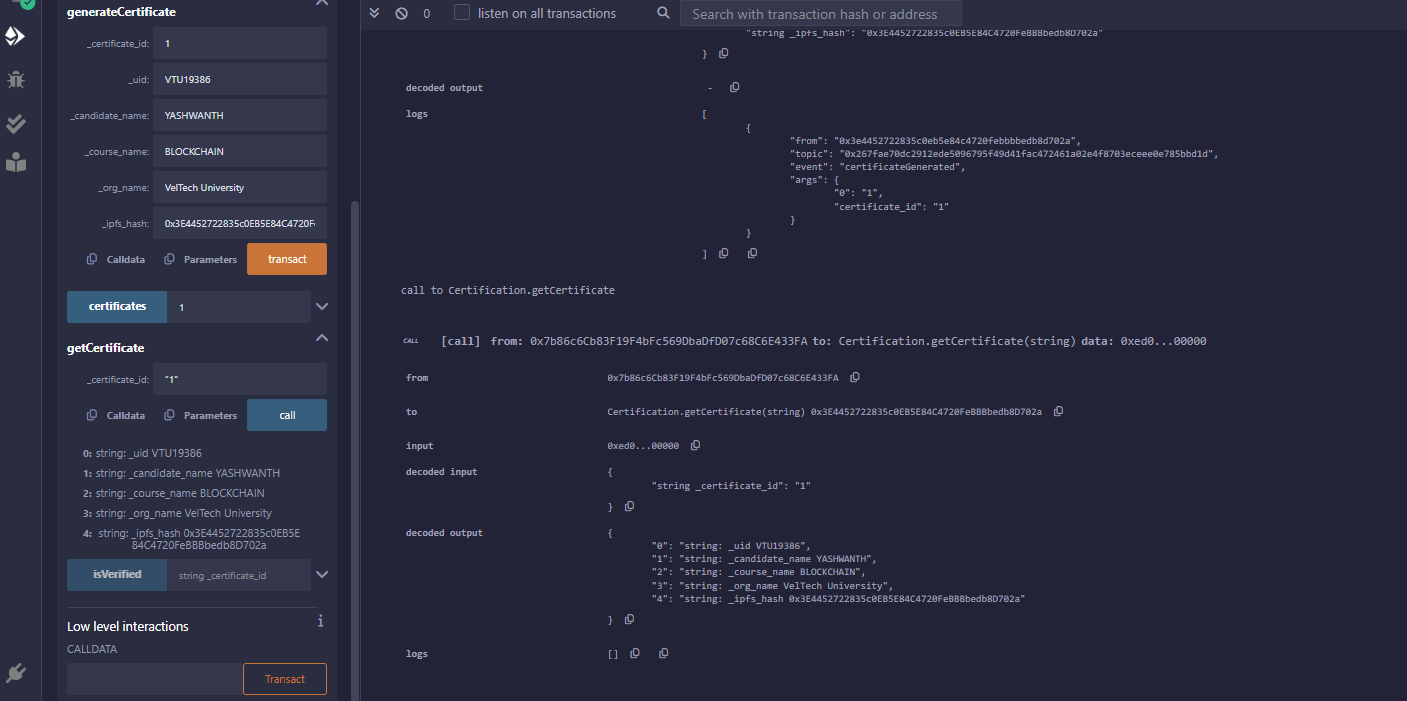 generateCertificate
_certificate_id: 1
_uid: VTU19386
_candidate_name: YASHWANTH
_course_name: BLOCKCHAIN
_org_name: VelTech University
_ipfs_hash: 0x3E4452722835c0EB5E84C4720F
Calldata Parameters transact
certificates 1
getCertificate
_certificate_id: "1"
Calldata Parameters call
0: string: _uid VTU19386
1: string: _candidate_name YASHWANTH
2: string: _course_name BLOCKCHAIN
3: string: _org_name VelTech University
4: string: _ipfs_hash 0x3E4452722835c0EB5E
84C4720FeBBBbedb8D702a
isVerified string _certificate_id
Low level interactions i
CALLDATA
Transact
0 listen on all transactions Search with transaction hash or address
"string _ipfs_hash": "0x3E4452722835c0EB5E84C4720FeBBBbedb8D702a"
}
decoded output -
logs [
{
"from": "0x3e4452722835c0eb5e84c4720febbbbedb8d702a",
"topic": "0x267fae70dc2912ede5096795f49d41fac472461a02e4f8703eceee0e785bbd1d",
"event": "certificateGenerated",
"args": {
"0": "1",
"certificate_id": "1"
}
}
]
call to Certification.getCertificate
CALL [call] from: 0x7b86c6Cb83F19F4bFc569DbaDfD07c68C6E433FA to: Certification.getCertificate(string) data: 0xed0...00000
from 0x7b86c6Cb83F19F4bFc569DbaDfD07c68C6E433FA
to Certification.getCertificate(string) 0x3E4452722835c0EB5E84C4720FeBBBbedb8D702a
input 0xed0...00000
decoded input {
"string _certificate_id": "1"
}
decoded output {
"0": "string: _uid VTU19386",
"1": "string: _candidate_name YASHWANTH",
"2": "string: _course_name BLOCKCHAIN",
"3": "string: _org_name VelTech University",
"4": "string: _ipfs_hash 0x3E4452722835c0EB5E84C4720FeBBBbedb8D702a"
}
logs []